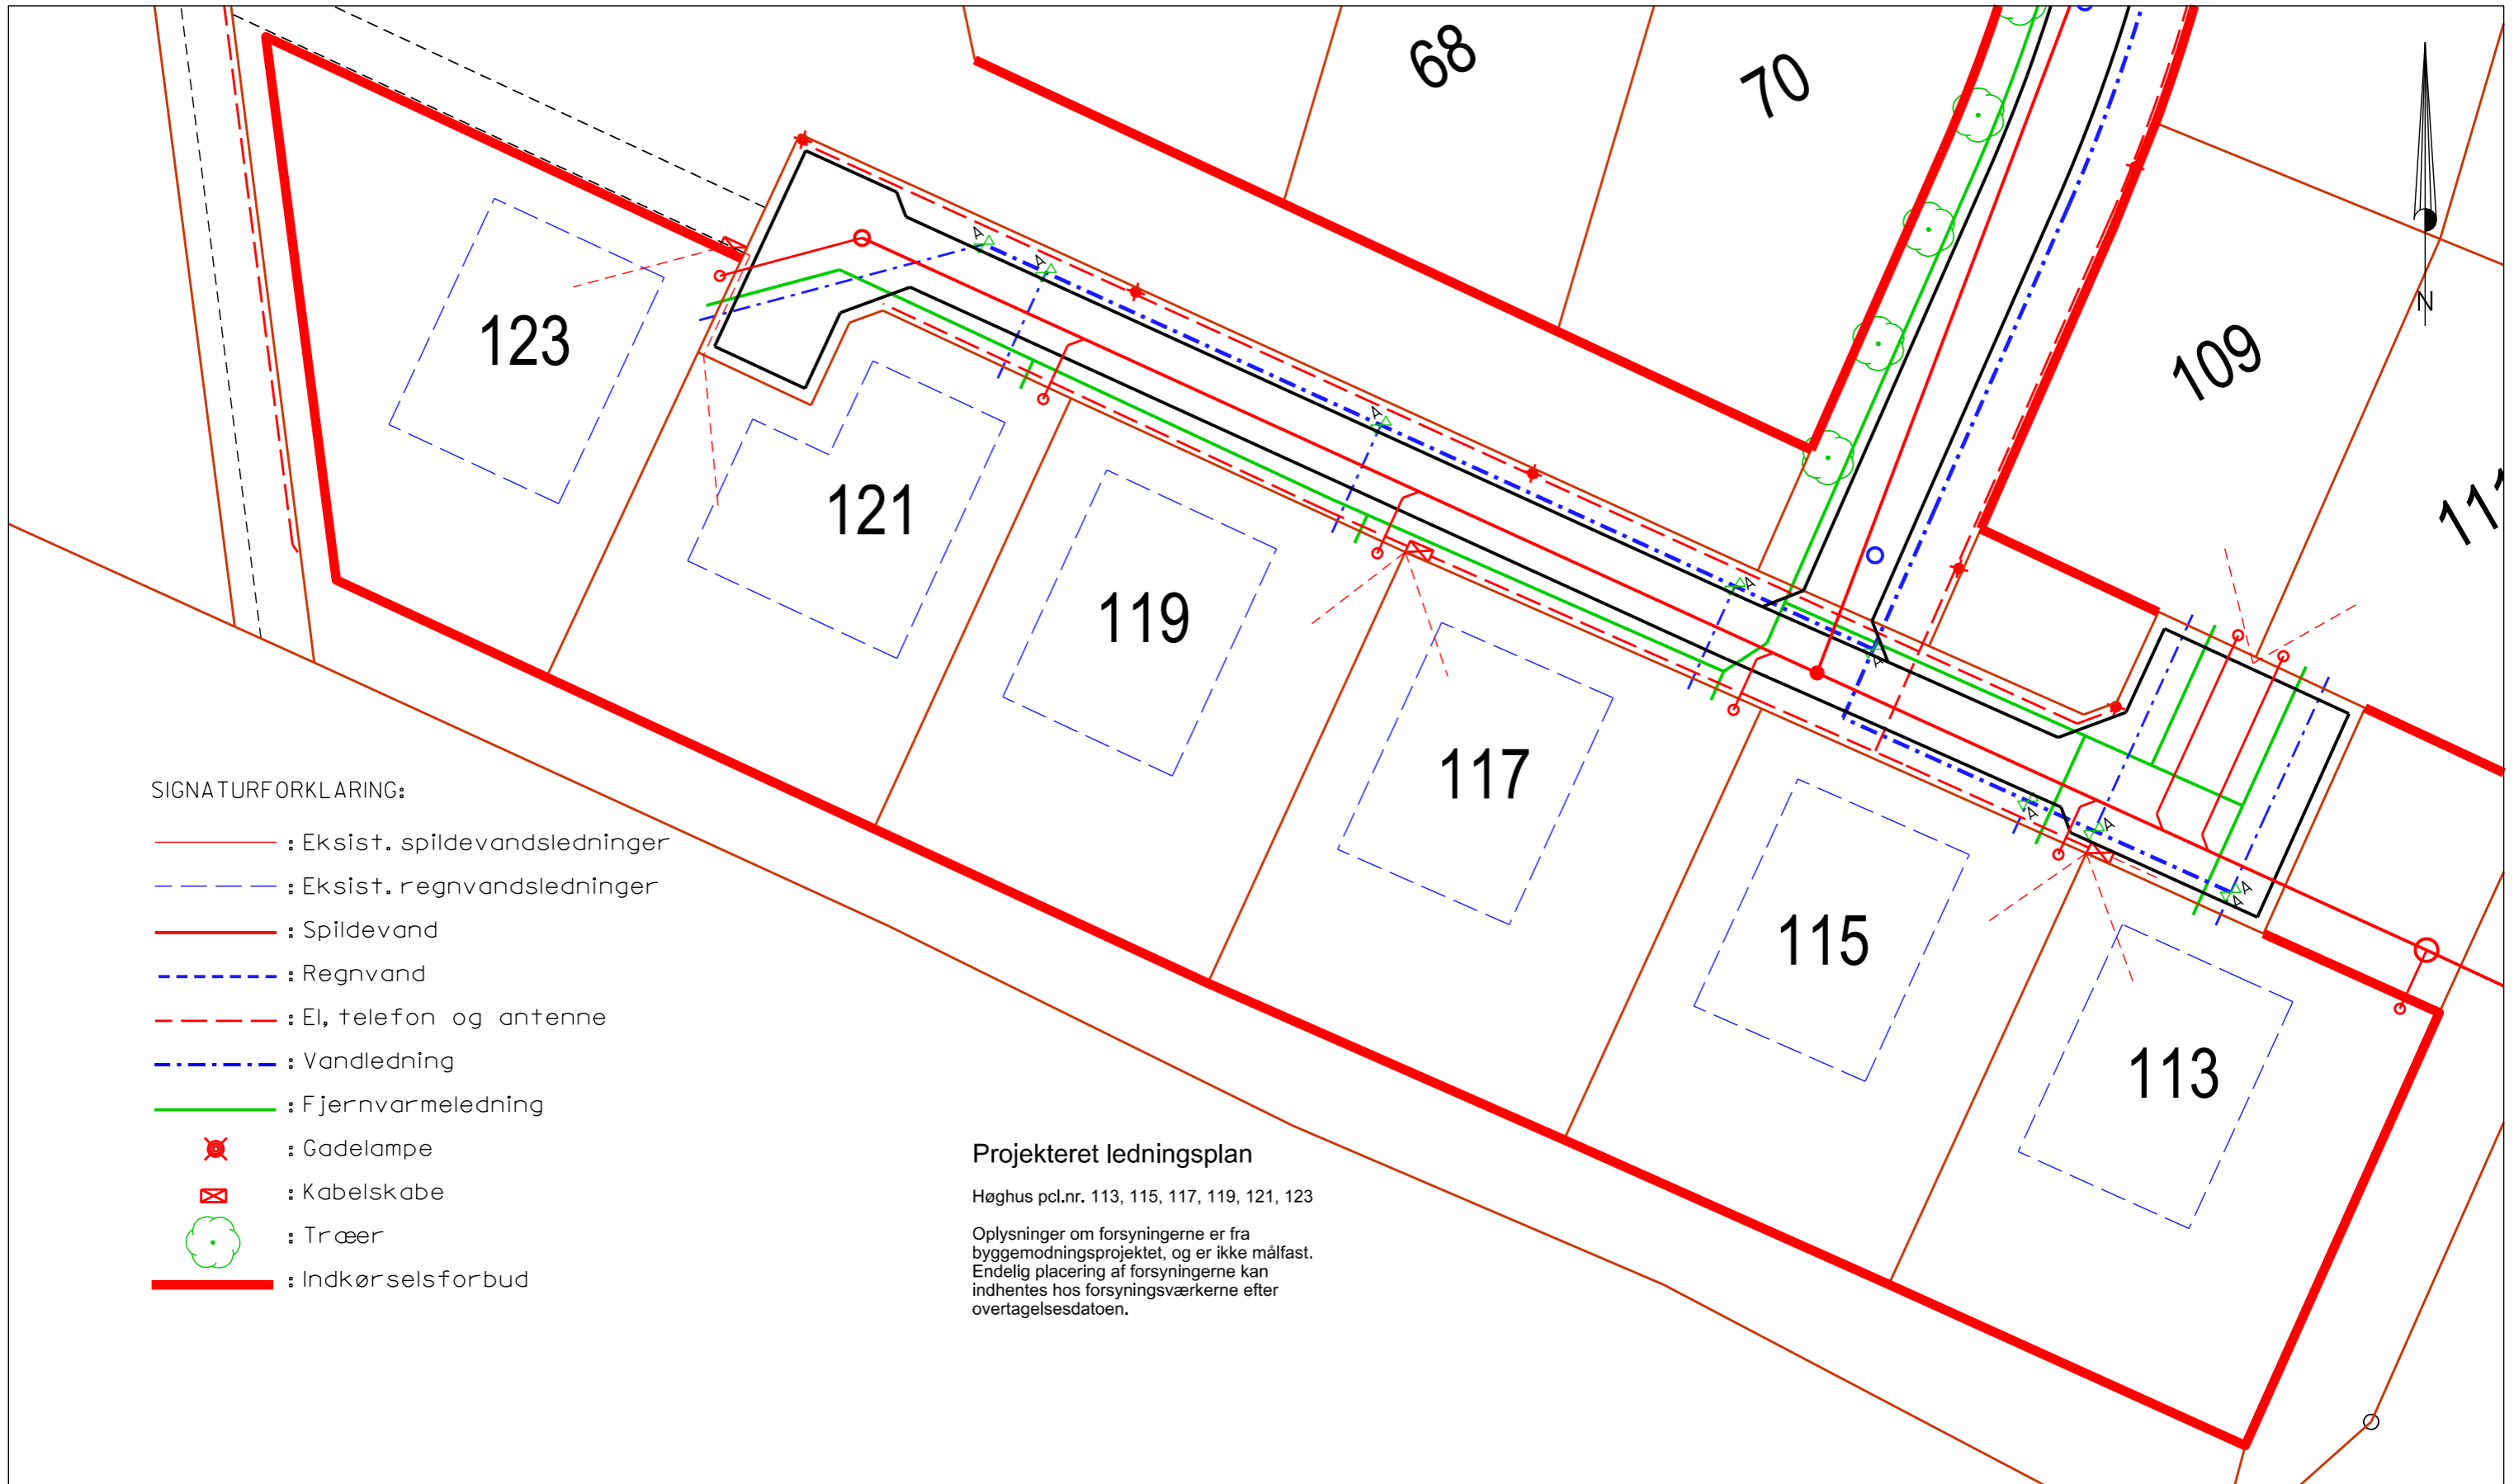 68
70
109
111
N
123
121
119
117
115
113
A
A
A
A
A
A
A
A
A
SIGNATURFORKLARING:
: Eksist. spildevandsledninger
: Eksist. regnvandsledninger
: Spildevand
: Regnvand
: El, telefon og antenne
: Vandledning
: Fjernvarmeledning
: Gadelampe
: Kabelskabe
: Træer
: Indkørselsforbud
Projekteret ledningsplan
Høghus pcl.nr. 113, 115, 117, 119, 121, 123
Oplysninger om forsyningerne er fra
byggemodningsprojektet, og er ikke målfast.
Endelig placering af forsyningerne kan
indhentes hos forsyningsværkerne efter
overtagelsesdatoen.